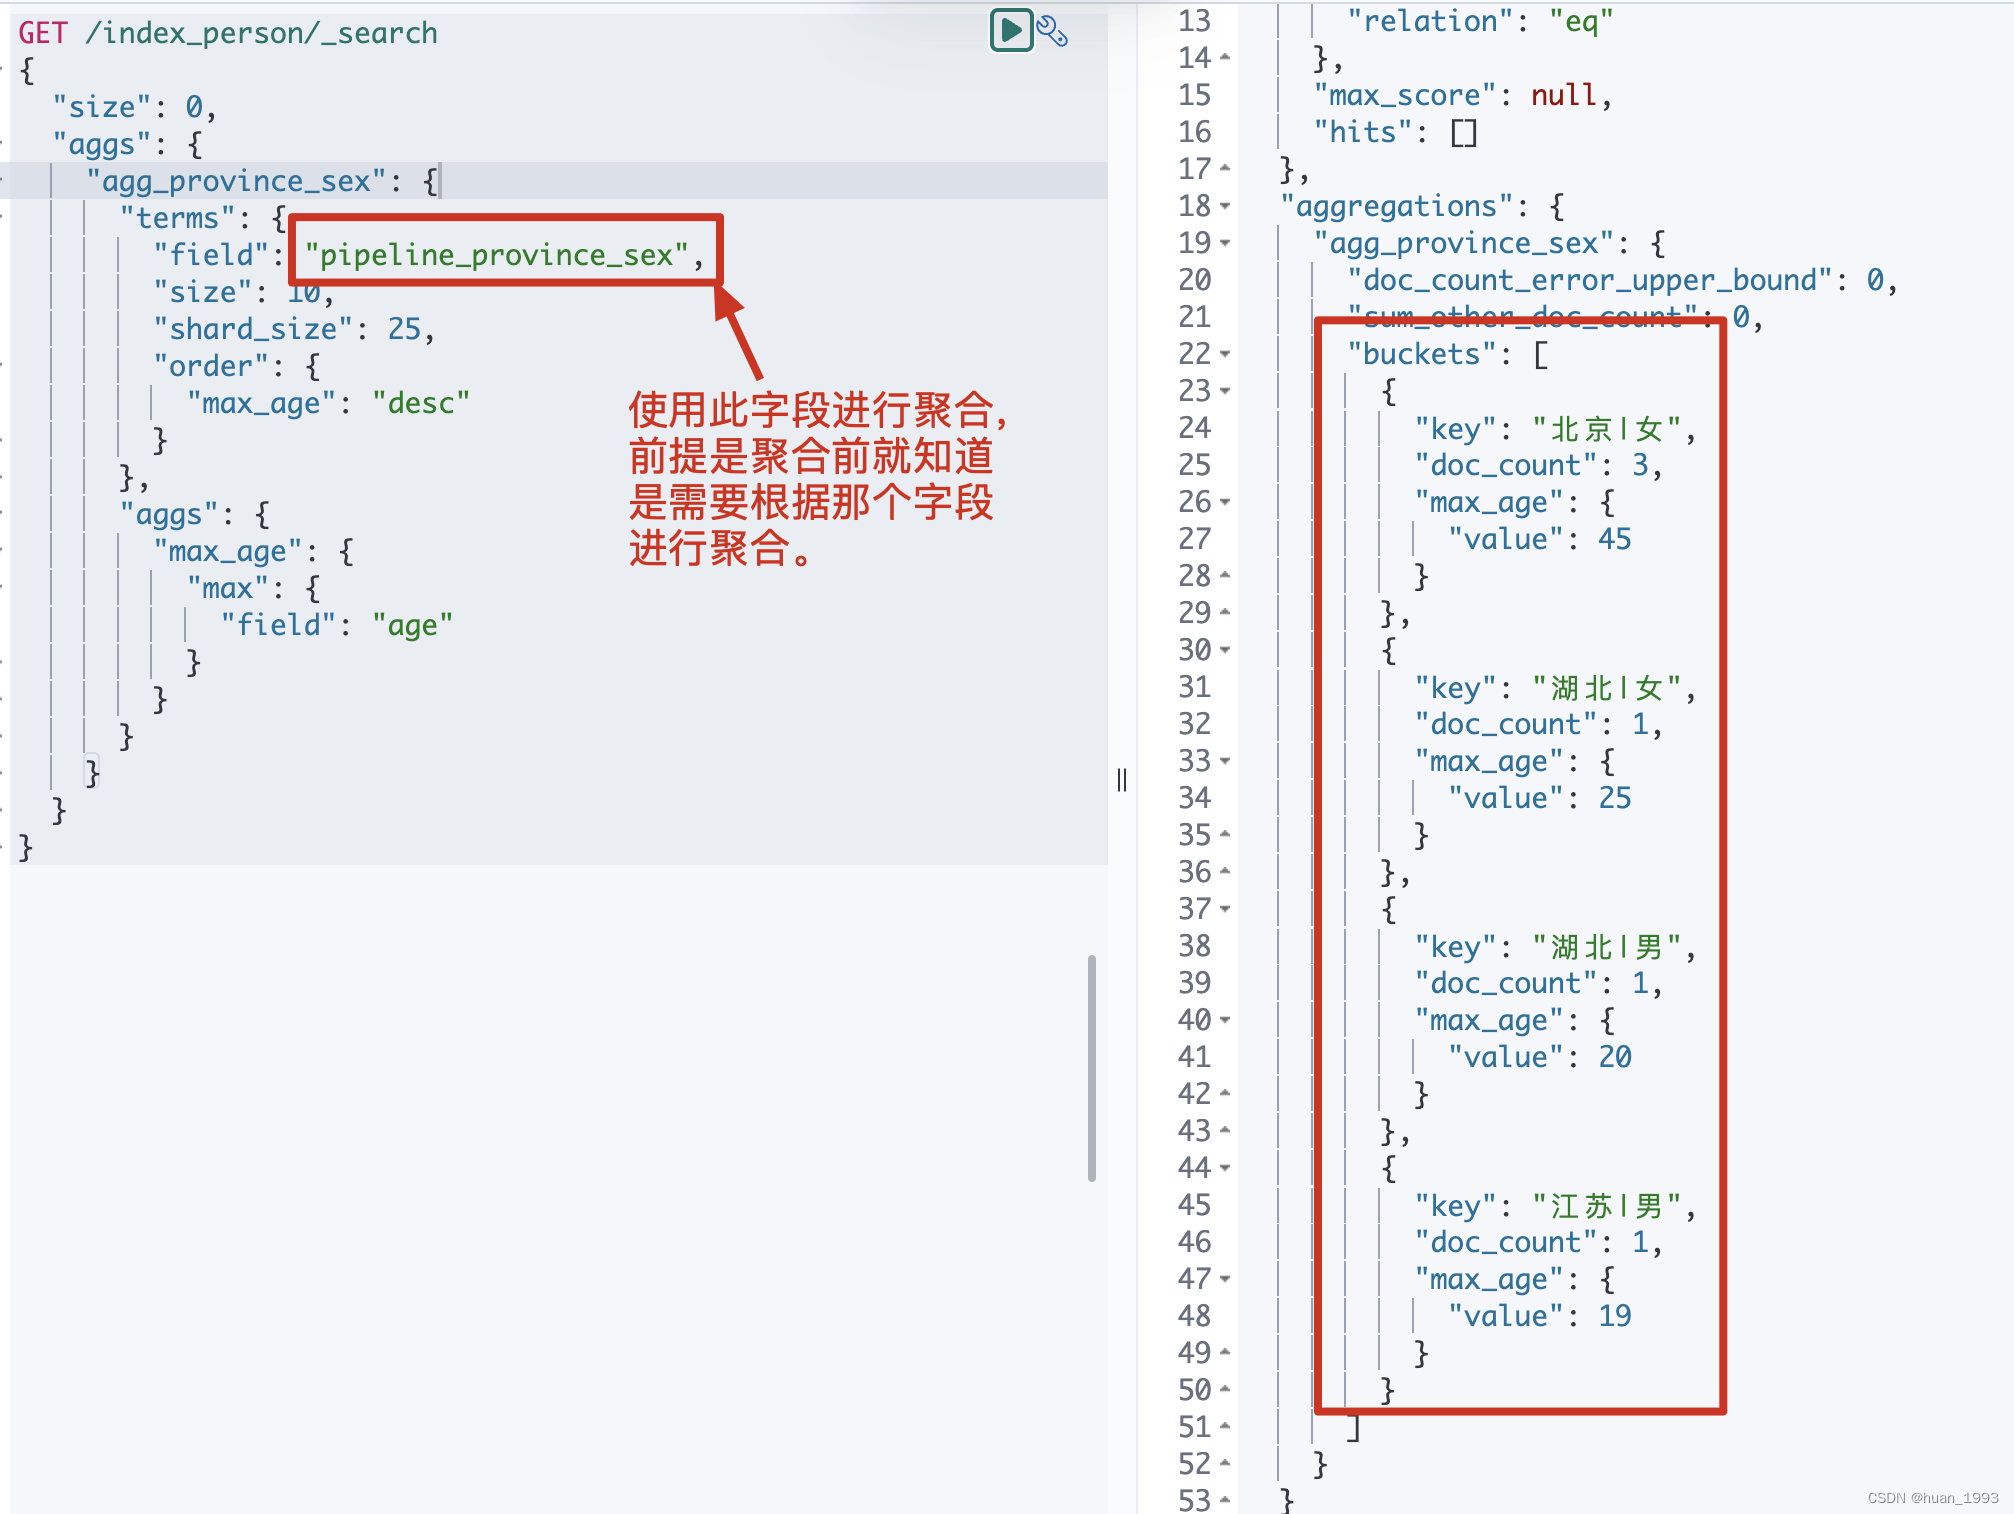 GET /index_person/_search
{
  "size": 0,
  "aggs": {
    "agg_province_sex": {
      "terms": {
        "field": "pipeline_province_sex",
        "size": 10,
        "shard_size": 25,
        "order": {
          "max_age": "desc"
        }
      },
      "aggs": {
        "max_age": {
          "max": {
            "field": "age"
          }
        }
      }
    }
  }
}
使用此字段进行聚合,
前提是聚合前就知道
是需要根据那个字段
进行聚合。
13 "relation": "eq"
14 },
15 "max_score": null,
16 "hits": []
17 },
18 "aggregations": {
19 "agg_province_sex": {
20 "doc_count_error_upper_bound": 0,
21 "sum_other_doc_count": 0,
22 "buckets": [
23 {
24 "key": "北京|女",
25 "doc_count": 3,
26 "max_age": {
27 "value": 45
28 }
29 },
30 {
31 "key": "湖北|女",
32 "doc_count": 1,
33 "max_age": {
34 "value": 25
35 }
36 },
37 {
38 "key": "湖北|男",
39 "doc_count": 1,
40 "max_age": {
41 "value": 20
42 }
43 },
44 {
45 "key": "江苏|男",
46 "doc_count": 1,
47 "max_age": {
48 "value": 19
49 }
50 }
51 ]
52 }
53 }
CSDN @huan_1993